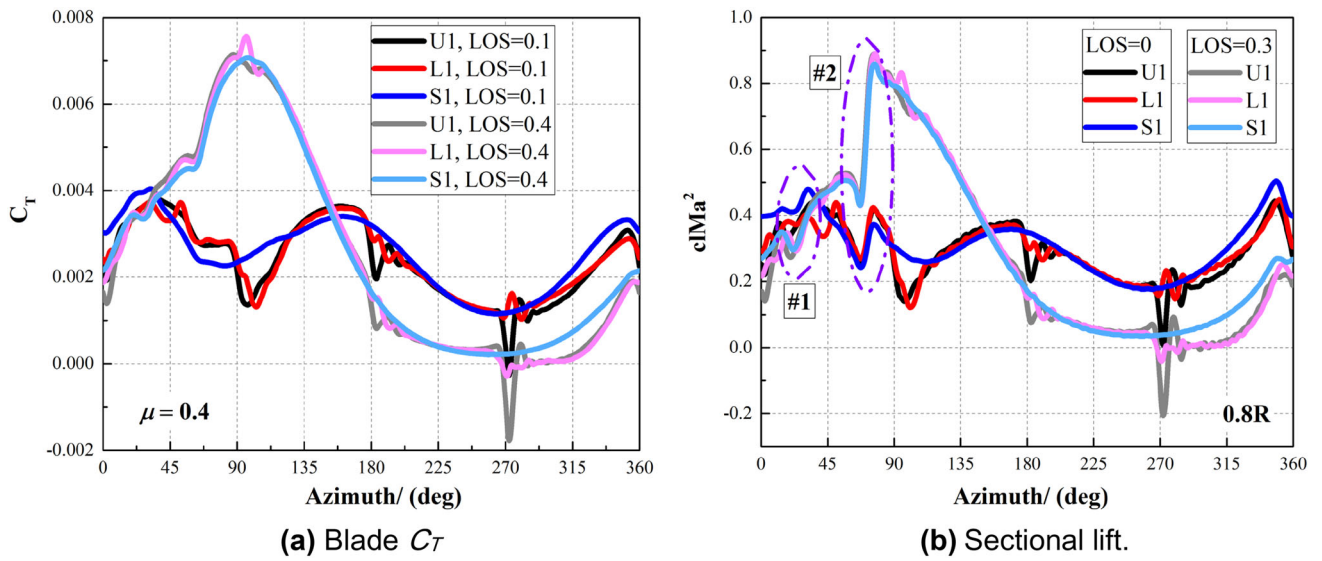 0.008
0.006
0.004
0.002
0.000
-0.002
C_T
U1, LOS=0.1
L1, LOS=0.1
S1, LOS=0.1
U1, LOS=0.4
L1, LOS=0.4
S1, LOS=0.4
μ = 0.4
0 45 90 135 180 225 270 315 360
Azimuth/ (deg)
(a) Blade C_T
1.0
0.8
0.6
0.4
0.2
0.0
-0.2
clMa²
#2
#1
LOS=0
U1
L1
S1
LOS=0.3
U1
L1
S1
0.8R
0 45 90 135 180 225 270 315 360
Azimuth/ (deg)
(b) Sectional lift.